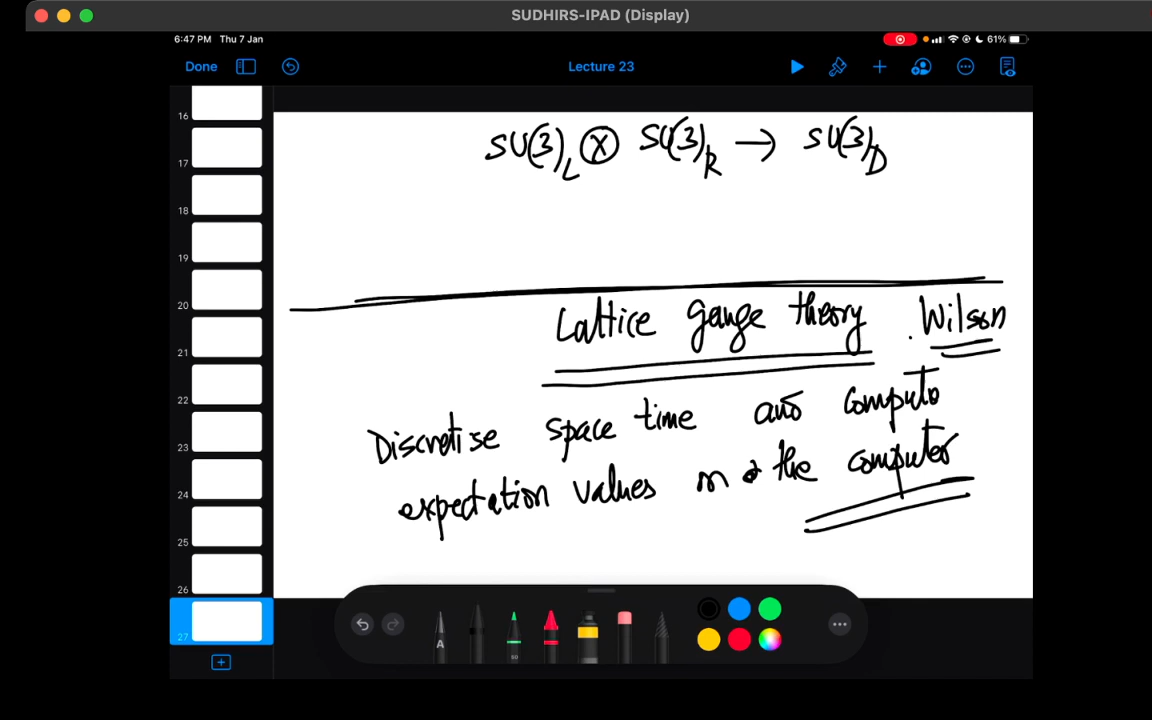 SUDHIRS-IPAD (Display)
6:47 PM Thu 7 Jan
61%
Done
Lecture 23
16
17
18
19
20
21
22
23
24
25
26
27
SU(3)L ⊗ SU(3)R → SU(3)D
Lattice gauge theory . Wilson
Discretise space time and compute
expectation values on the computer
A
80